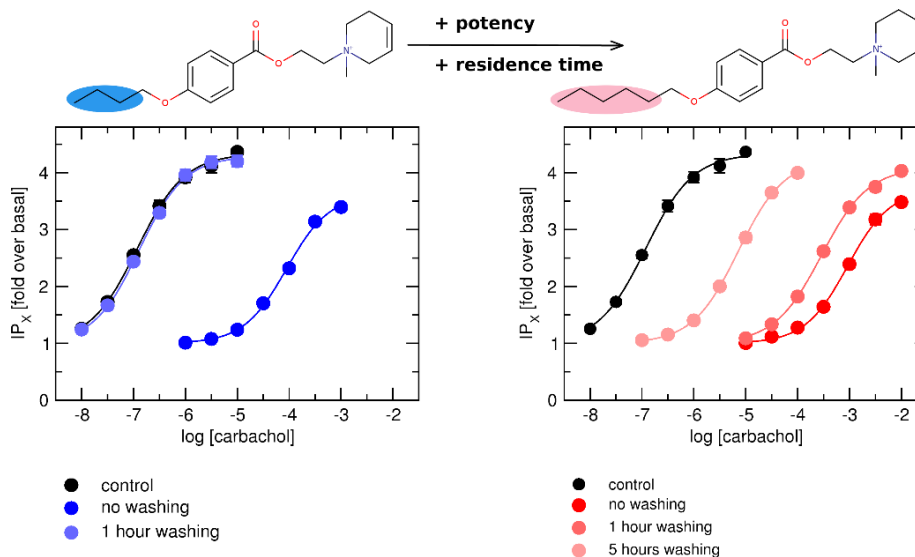 + potency
+ residence time
O
O
N⁺
O
O
O
N⁺
O
4
3
2
1
0
IPX [fold over basal]
-8 -7 -6 -5 -4 -3 -2
log [carbachol]
control
no washing
1 hour washing
4
3
2
1
0
IPX [fold over basal]
-8 -7 -6 -5 -4 -3 -2
log [carbachol]
control
no washing
1 hour washing
5 hours washing